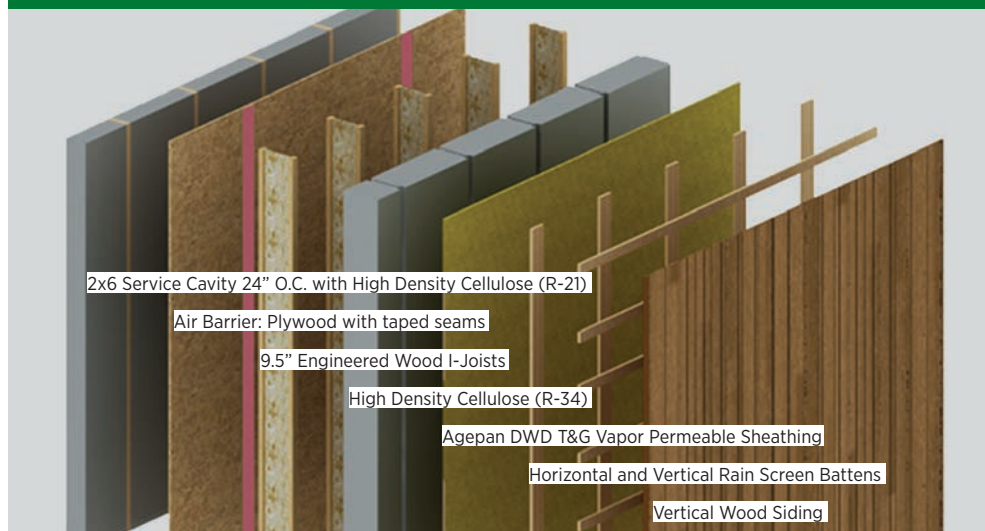 2x6 Service Cavity 24” O.C. with High Density Cellulose (R-21)
Air Barrier: Plywood with taped seams
9.5” Engineered Wood I-Joists
High Density Cellulose (R-34)
Agepan DWD T&G Vapor Permeable Sheathing
Horizontal and Vertical Rain Screen Battens
Vertical Wood Siding